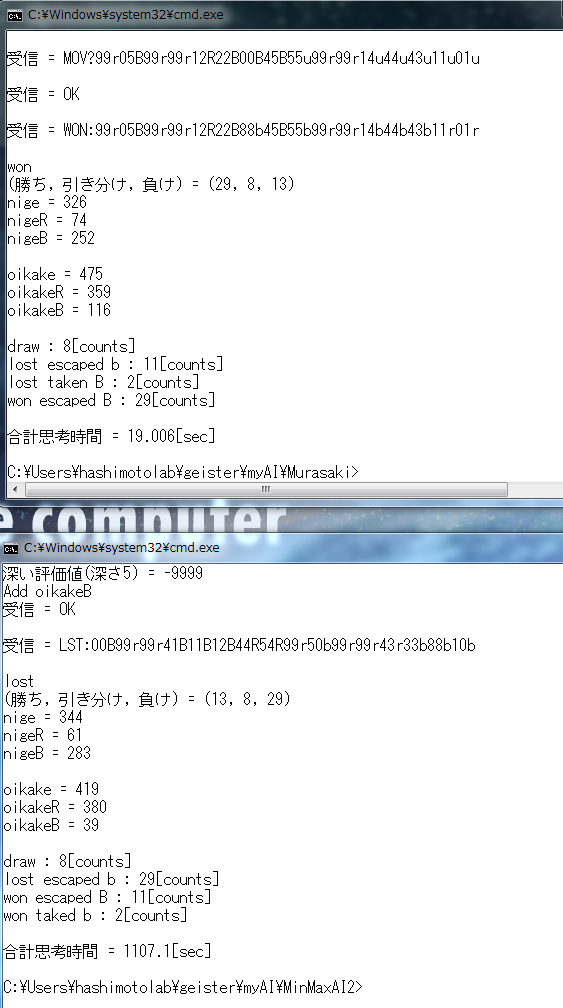 C:¥Windows¥system32¥cmd.exe
受信 = MOV?99r05B99r99r12R22B00B45B55u99r99r14u44u43u11u01u
受信 = OK
受信 = WON:99r05B99r99r12R22B88b45B55b99r99r14b44b43b11r01r
won
(勝ち, 引き分け, 負け) = (29, 8, 13)
nige = 326
nigeR = 74
nigeB = 252
oikake = 475
oikakeR = 359
oikakeB = 116
draw : 8[counts]
lost escaped b : 11[counts]
lost taken B : 2[counts]
won escaped B : 29[counts]
合計思考時間 = 19.006[sec]
C:¥Users¥hashimotolab¥geister¥myAI¥Murasaki>
e computer
C:¥Windows¥system32¥cmd.exe
深い評価値(深さ5) = -9999
Add oikakeB
受信 = OK
受信 = LST:00B99r99r41B11B12B44R54R99r50b99r99r43r33b88b10b
lost
(勝ち, 引き分け, 負け) = (13, 8, 29)
nige = 344
nigeR = 61
nigeB = 283
oikake = 419
oikakeR = 380
oikakeB = 39
draw : 8[counts]
lost escaped b : 29[counts]
won escaped B : 11[counts]
won taked b : 2[counts]
合計思考時間 = 1107.1[sec]
C:¥Users¥hashimotolab¥geister¥myAI¥MinMaxAI2>